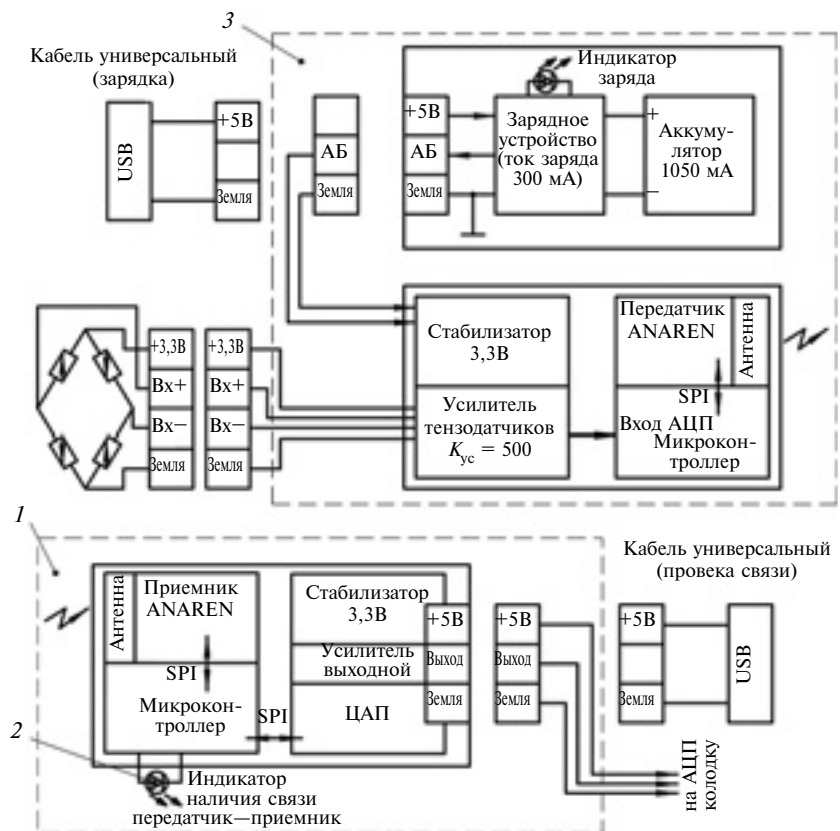 3
Кабель универсальный
(зарядка)
USB
+5В
Земля
АБ
Земля
+5В
АБ
Земля
Индикатор
заряда
Зарядное
устройство
(ток заряда
300 мА)
+
−
Аккуму-
лятор
1050 мА
+3,3В
Вх+
Вх−
Земля
+3,3В
Вх+
Вх−
Земля
Стабилизатор
3,3В
Усилитель
тензодатчиков
Kус = 500
Передатчик
ANAREN
Антенна
SPI
Вход АЦП
Микрокон-
троллер
1
Антенна
Приемник
ANAREN
SPI
Микроконт-
роллер
SPI
Стабилизатор
3,3В
Усилитель
выходной
ЦАП
+5В
Выход
Земля
+5В
Выход
Земля
Кабель универсальный
(провека связи)
+5В
Земля
USB
2
Индикатор
наличия связи
передатчик—приемник
на АЦП
колодку